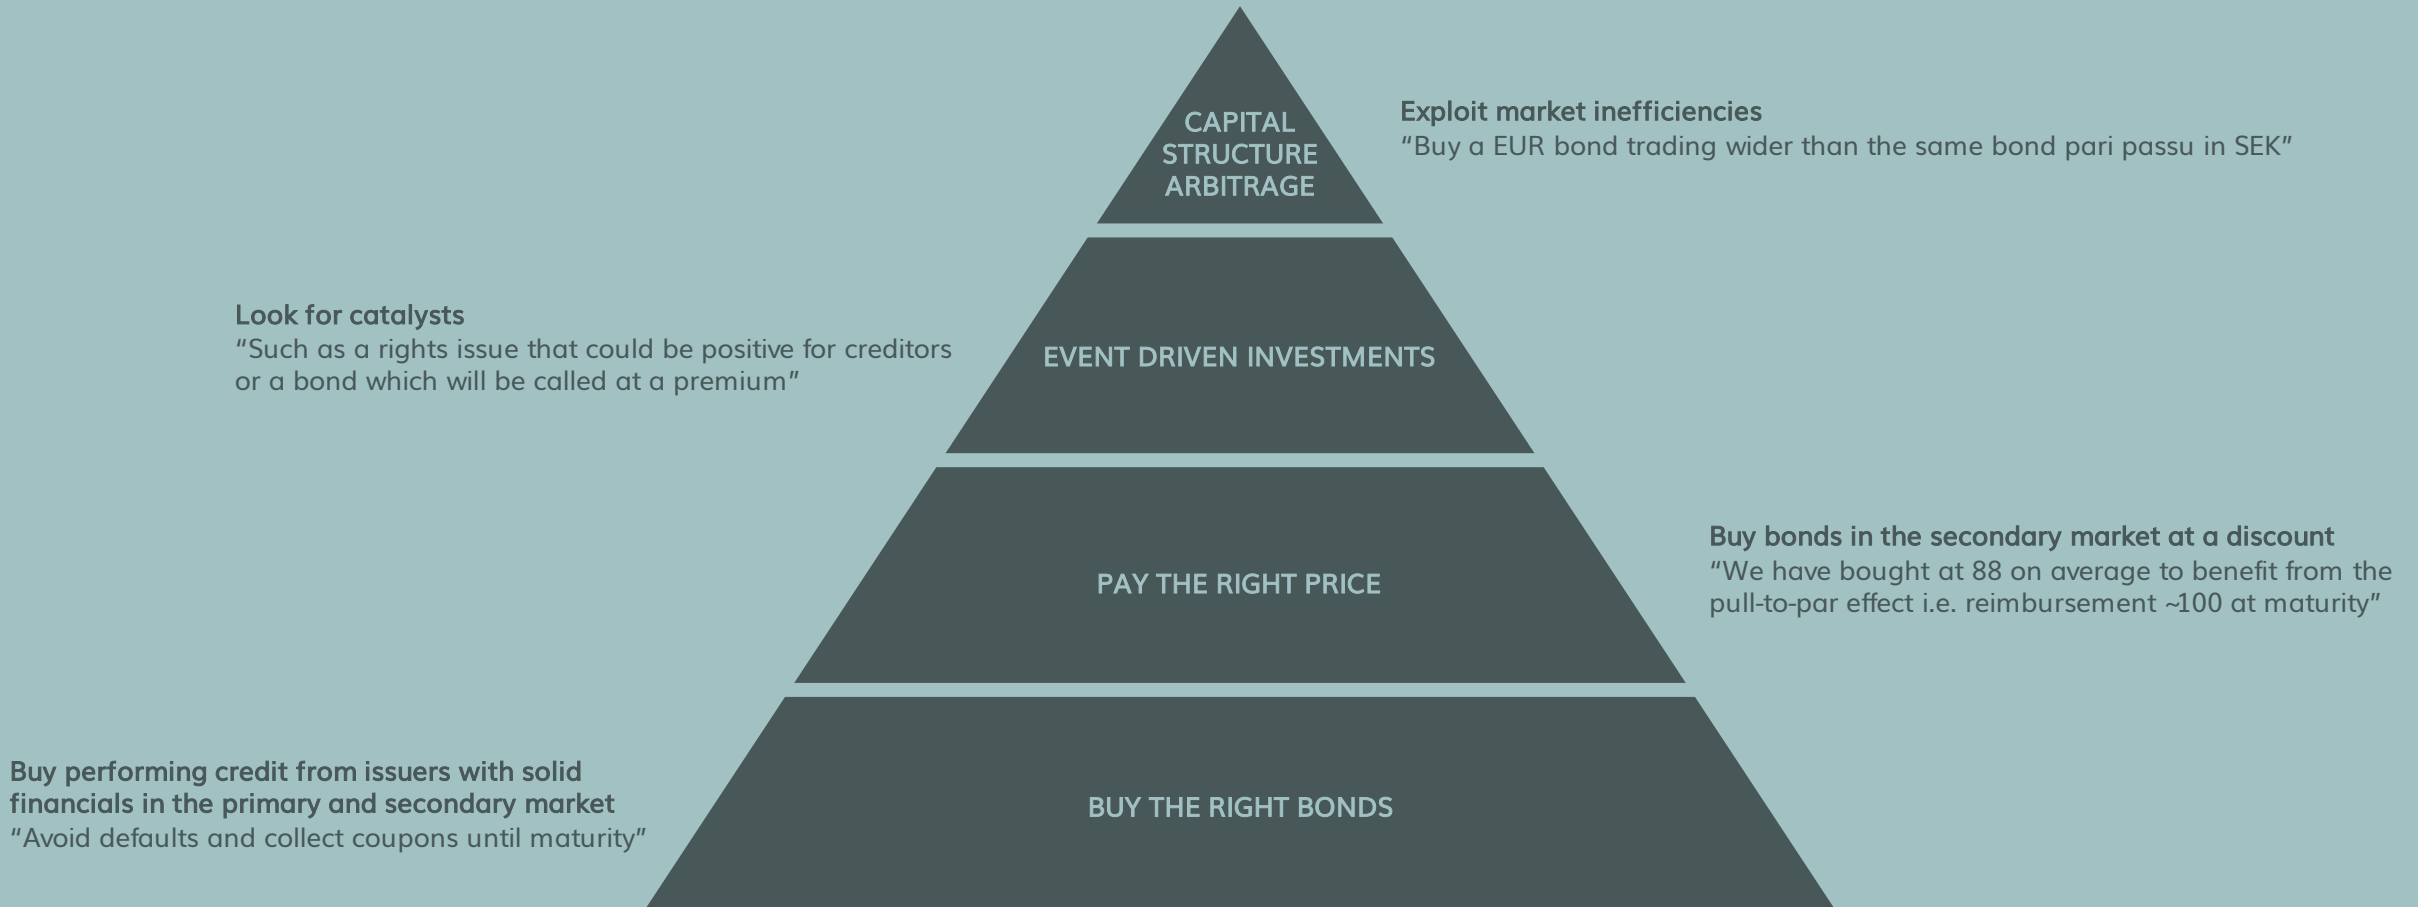 CAPITAL
STRUCTURE
ARBITRAGE
Exploit market inefficiencies
“Buy a EUR bond trading wider than the same bond pari passu in SEK”
Look for catalysts
“Such as a rights issue that could be positive for creditors
or a bond which will be called at a premium”
EVENT DRIVEN INVESTMENTS
PAY THE RIGHT PRICE
Buy bonds in the secondary market at a discount
“We have bought at 88 on average to benefit from the
pull-to-par effect i.e. reimbursement ~100 at maturity”
Buy performing credit from issuers with solid
financials in the primary and secondary market
“Avoid defaults and collect coupons until maturity”
BUY THE RIGHT BONDS